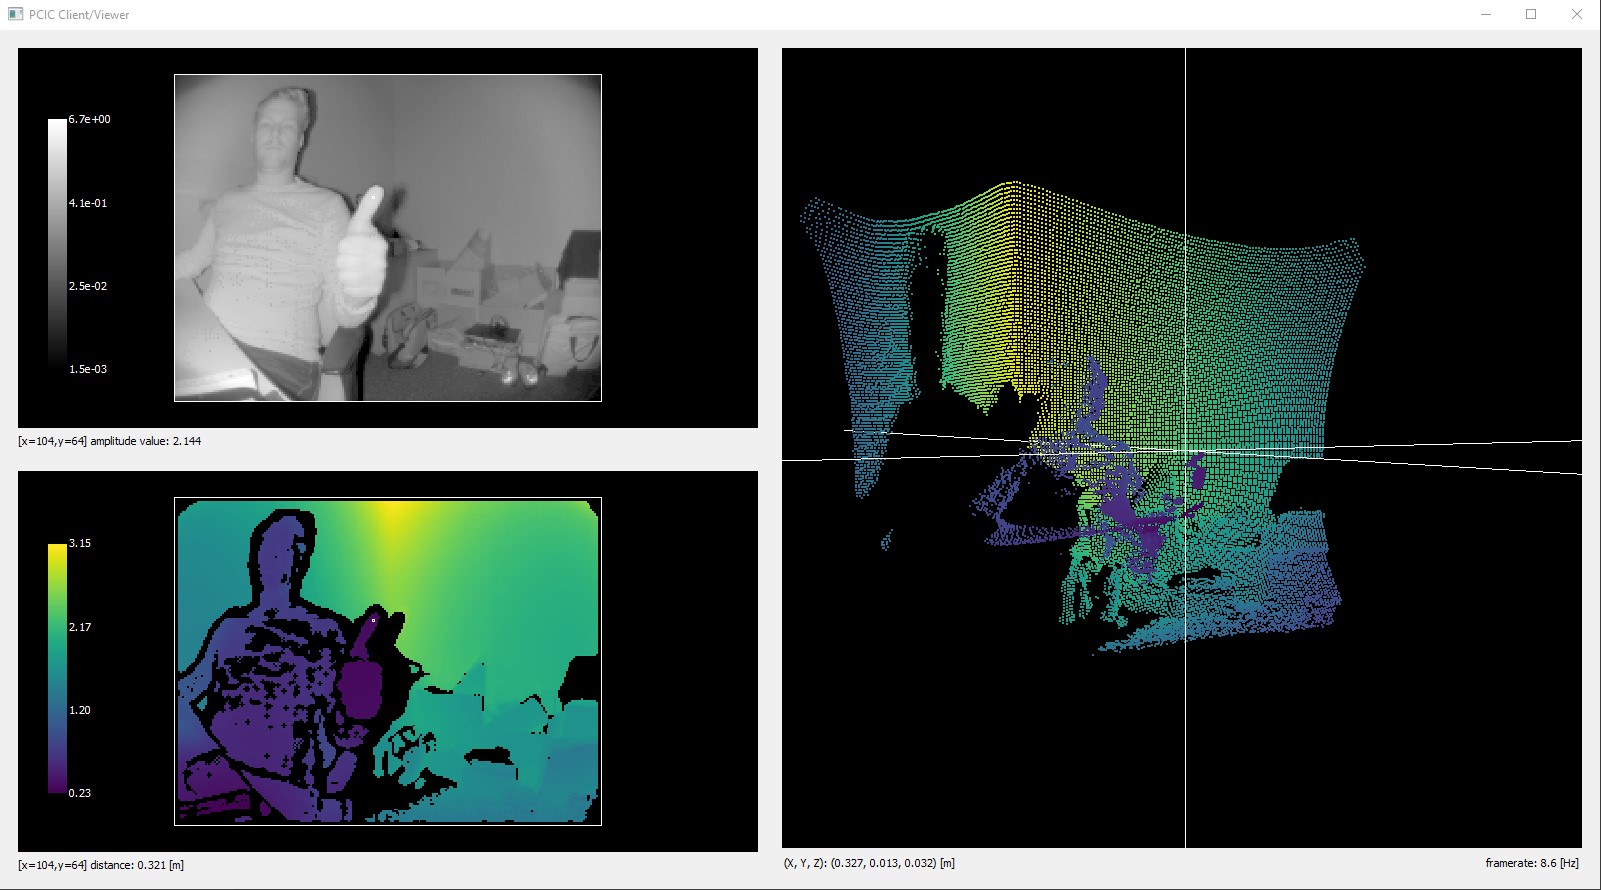 PCIC Client/Viewer
6.7e+00
4.1e-01
2.5e-02
1.5e-03
[x=104,y=64] amplitude value: 2.144
3.15
2.17
1.20
0.23
[x=104,y=64] distance: 0.321 [m]
(X, Y, Z): (0.327, 0.013, 0.032) [m]
framerate: 8.6 [Hz]